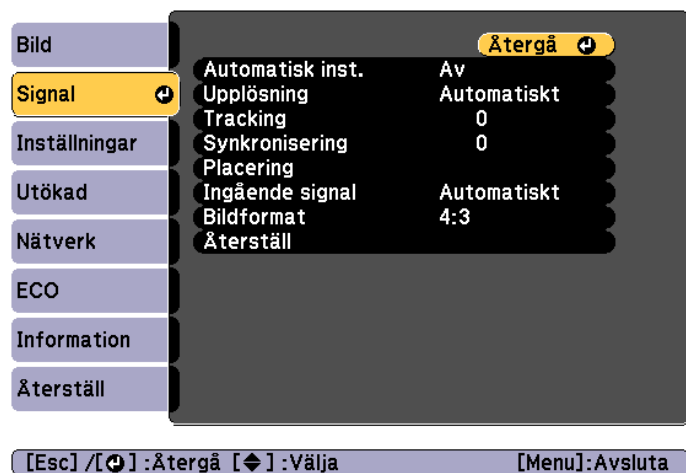 Bild
Signal
Inställningar
Utökad
Nätverk
ECO
Information
Återställ
Återgå
Automatisk inst. Av
Upplösning Automatiskt
Tracking 0
Synkronisering 0
Placering
Ingående signal Automatiskt
Bildformat 4:3
Återställ
[Esc] /[⏎] :Återgå [◆] :Välja [Menu]:Avsluta